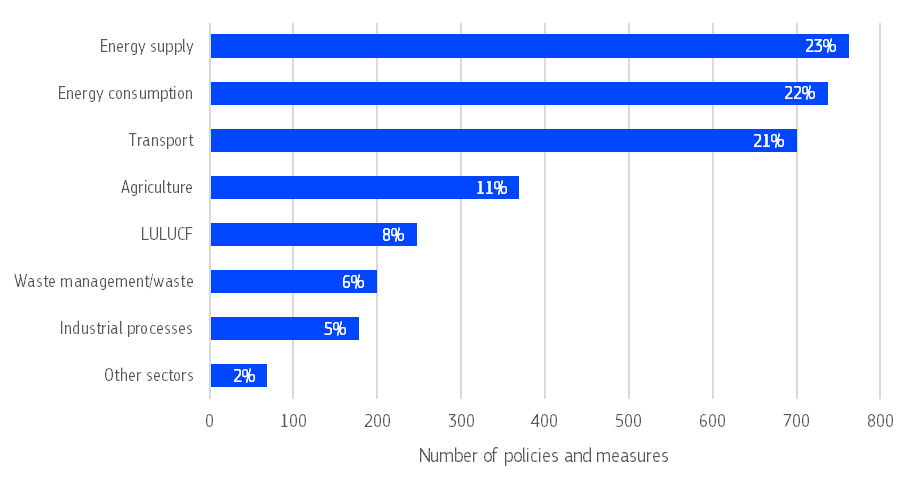 Energy supply 23%
Energy consumption 22%
Transport 21%
Agriculture 11%
LULUCF 8%
Waste management/waste 6%
Industrial processes 5%
Other sectors 2%
0 100 200 300 400 500 600 700 800
Number of policies and measures